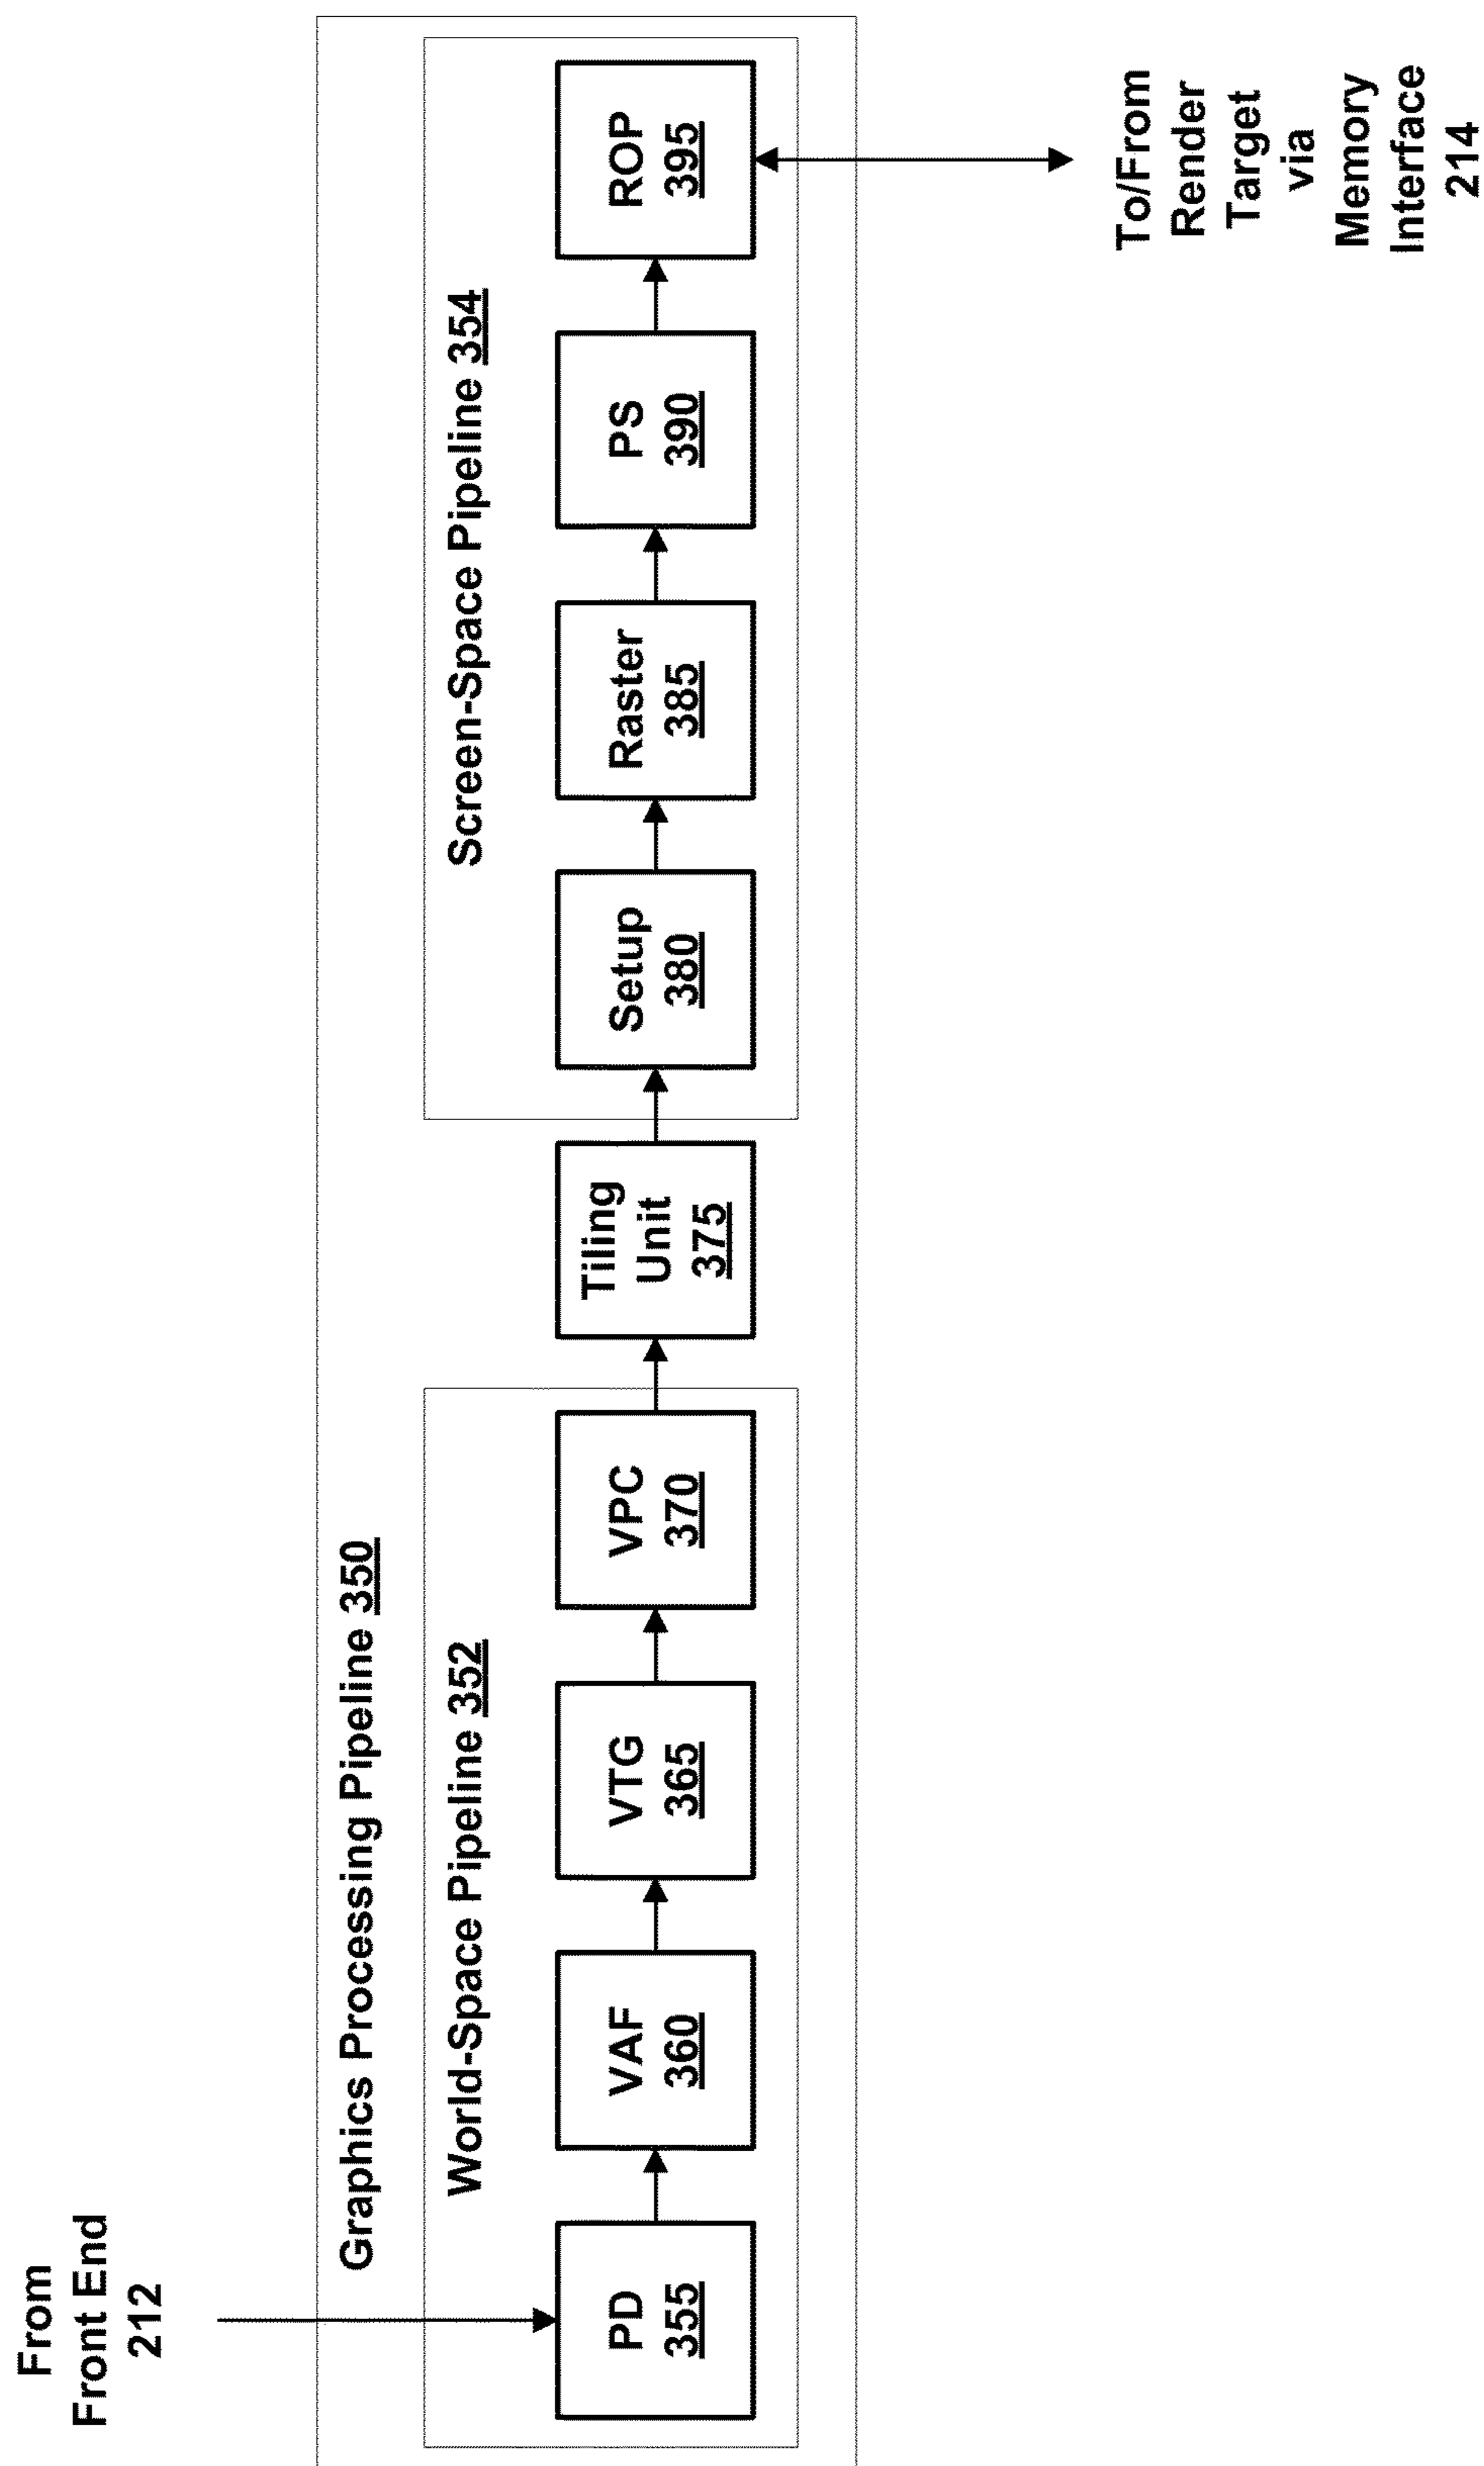 From
Front End
212
Graphics Processing Pipeline 350
World-Space Pipeline 352
PD
355
VAF
360
VTG
365
VPC
370
Tiling
Unit
375
Screen-Space Pipeline 354
Setup
380
Raster
385
PS
390
ROP
395
To/From
Render
Target
via
Memory
Interface
214